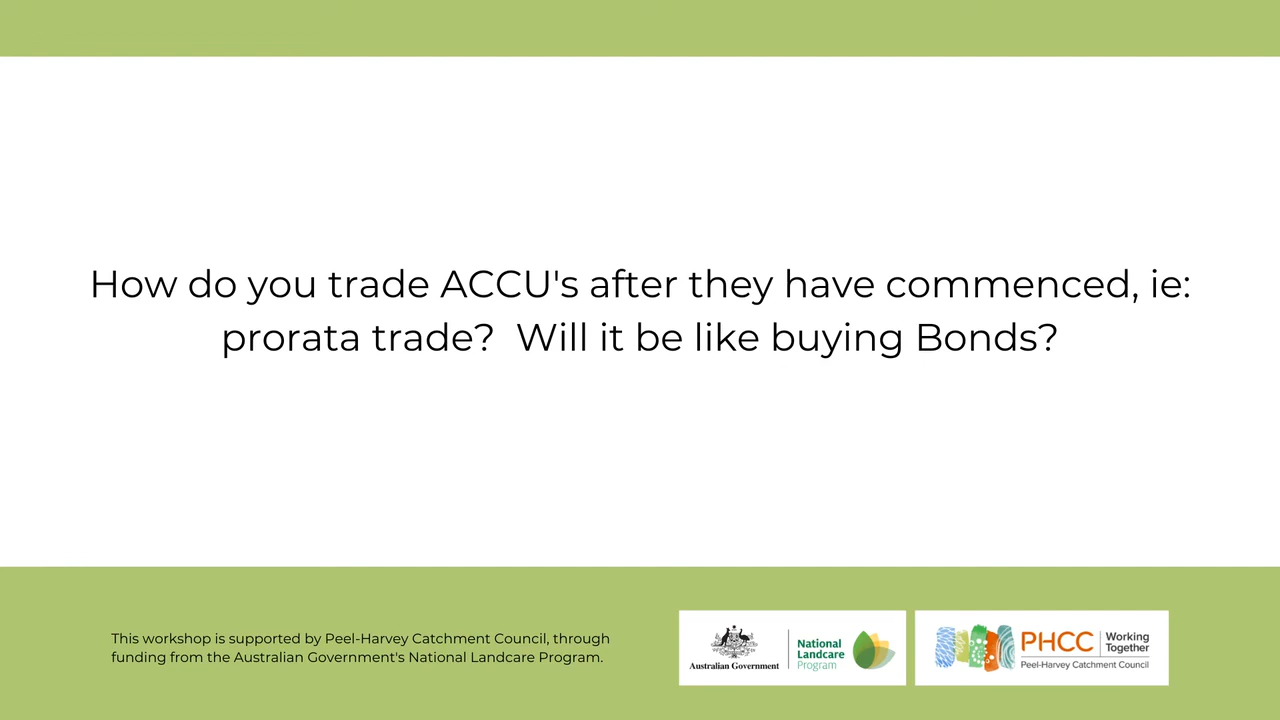 How do you trade ACCU's after they have commenced, ie:
prorata trade?  Will it be like buying Bonds?
This workshop is supported by Peel-Harvey Catchment Council, through
funding from the Australian Government's National Landcare Program.
Australian Government
National
Landcare
Program
PHCC
Working
Together
Peel-Harvey Catchment Council